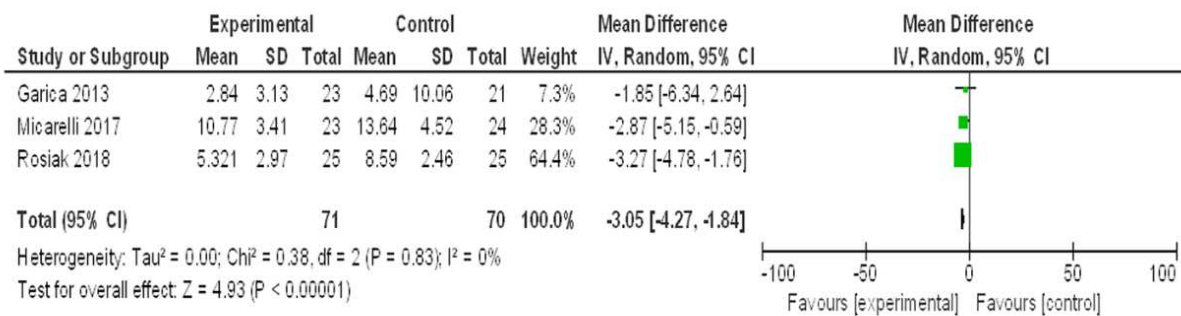 Experimental Control Mean Difference Mean Difference
Study or Subgroup Mean SD Total Mean SD Total Weight IV, Random, 95% CI IV, Random, 95% CI
Garica 2013 2.84 3.13 23 4.69 10.06 21 7.3% -1.85 [-6.34, 2.64]
Micarelli 2017 10.77 3.41 23 13.64 4.52 24 28.3% -2.87 [-5.15, -0.59]
Rosiak 2018 5.321 2.97 25 8.59 2.46 25 64.4% -3.27 [-4.78, -1.76]
Total (95% CI) 71 70 100.0% -3.05 [-4.27, -1.84]
Heterogeneity: Tau² = 0.00; Chi² = 0.38, df = 2 (P = 0.83); I² = 0%
Test for overall effect: Z = 4.93 (P < 0.00001)
-100 -50 0 50 100
Favours [experimental] Favours [control]